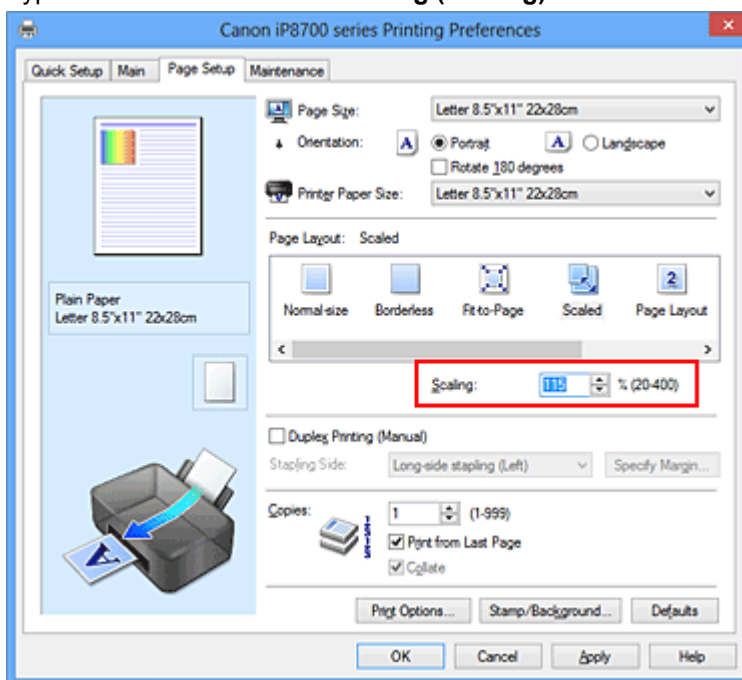 Canon iP8700 series Printing Preferences
Quick Setup Main Page Setup Maintenance
Page Size: Letter 8.5"x11" 22x28cm
Orientation: A Portrait A Landscape
Rotate 180 degrees
Printer Paper Size: Letter 8.5"x11" 22x28cm
Page Layout: Scaled
2
Normal-size Borderless Fit-to-Page Scaled Page Layout
Plain Paper
Letter 8.5"x11" 22x28cm
Scaling: 115 % (20-400)
Duplex Printing (Manual)
Stapling Side: Long-side stapling (Left) Specify Margin...
Copies: 1 (1-999)
Print from Last Page
Collate
A
Print Options... Stamp/Background... Defaults
OK Cancel Apply Help